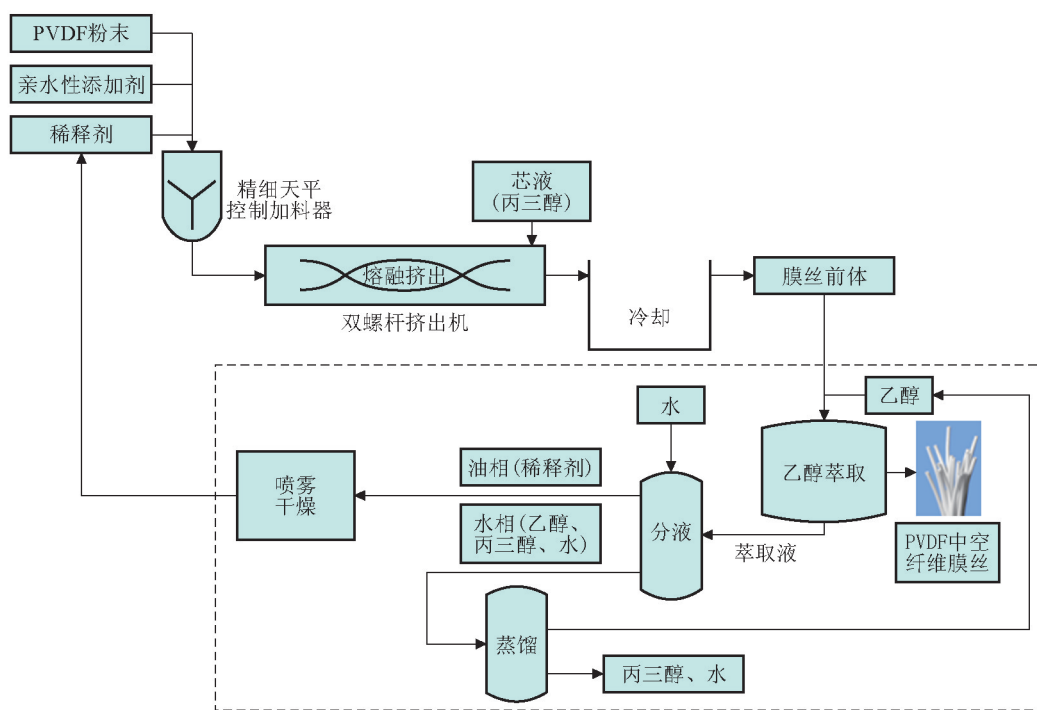 PVDF粉末
亲水性添加剂
稀释剂
精细天平
控制加料器
芯液
(丙三醇)
熔融挤出
双螺杆挤出机
冷却
膜丝前体
水
乙醇
油相(稀释剂)
喷雾
干燥
水相(乙醇、
丙三醇、水)
分液
乙醇萃取
萃取液
PVDF中空
纤维膜丝
蒸馏
丙三醇、水